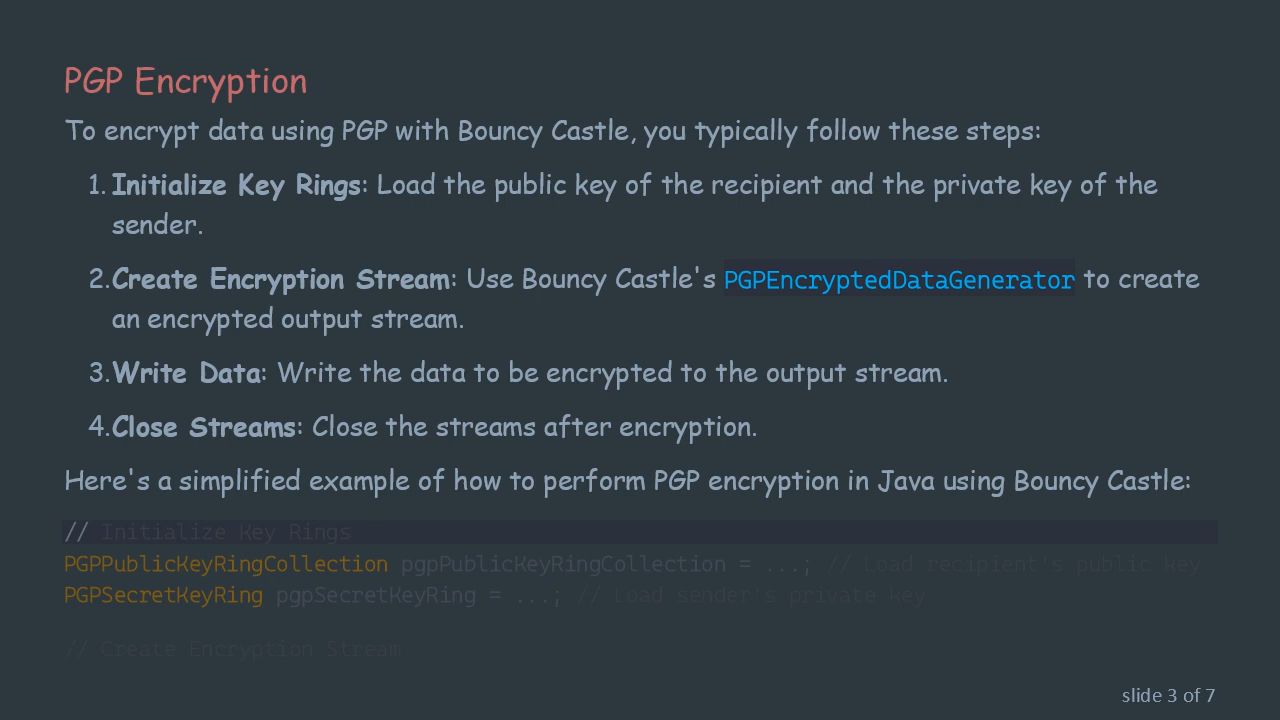 PGP Encryption
To encrypt data using PGP with Bouncy Castle, you typically follow these steps:
1. Initialize Key Rings: Load the public key of the recipient and the private key of the
sender.
2. Create Encryption Stream: Use Bouncy Castle's PGPEncryptedDataGenerator to create
an encrypted output stream.
3. Write Data: Write the data to be encrypted to the output stream.
4. Close Streams: Close the streams after encryption.
Here's a simplified example of how to perform PGP encryption in Java using Bouncy Castle:
// Initialize Key Rings
PGPPublicKeyRingCollection pgpPublicKeyRingCollection = ...; // Load recipient's public key
PGPSecretKeyRing pgpSecretKeyRing = ...; // Load sender's private key
// Create Encryption Stream
slide 3 of 7